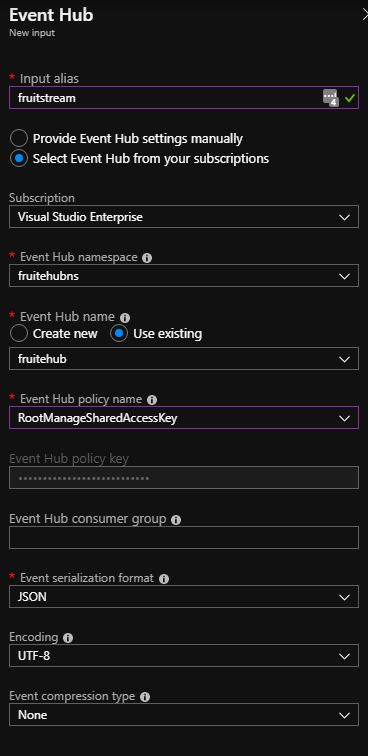 Event Hub
New input
* Input alias
fruitstream
4
Provide Event Hub settings manually
Select Event Hub from your subscriptions
Subscription
Visual Studio Enterprise
* Event Hub namespace
fruitehubns
* Event Hub name
Create new Use existing
fruitehub
* Event Hub policy name
RootManageSharedAccessKey
Event Hub policy key
•••••••••••••••••••••••••••
Event Hub consumer group
* Event serialization format
JSON
Encoding
UTF-8
Event compression type
None